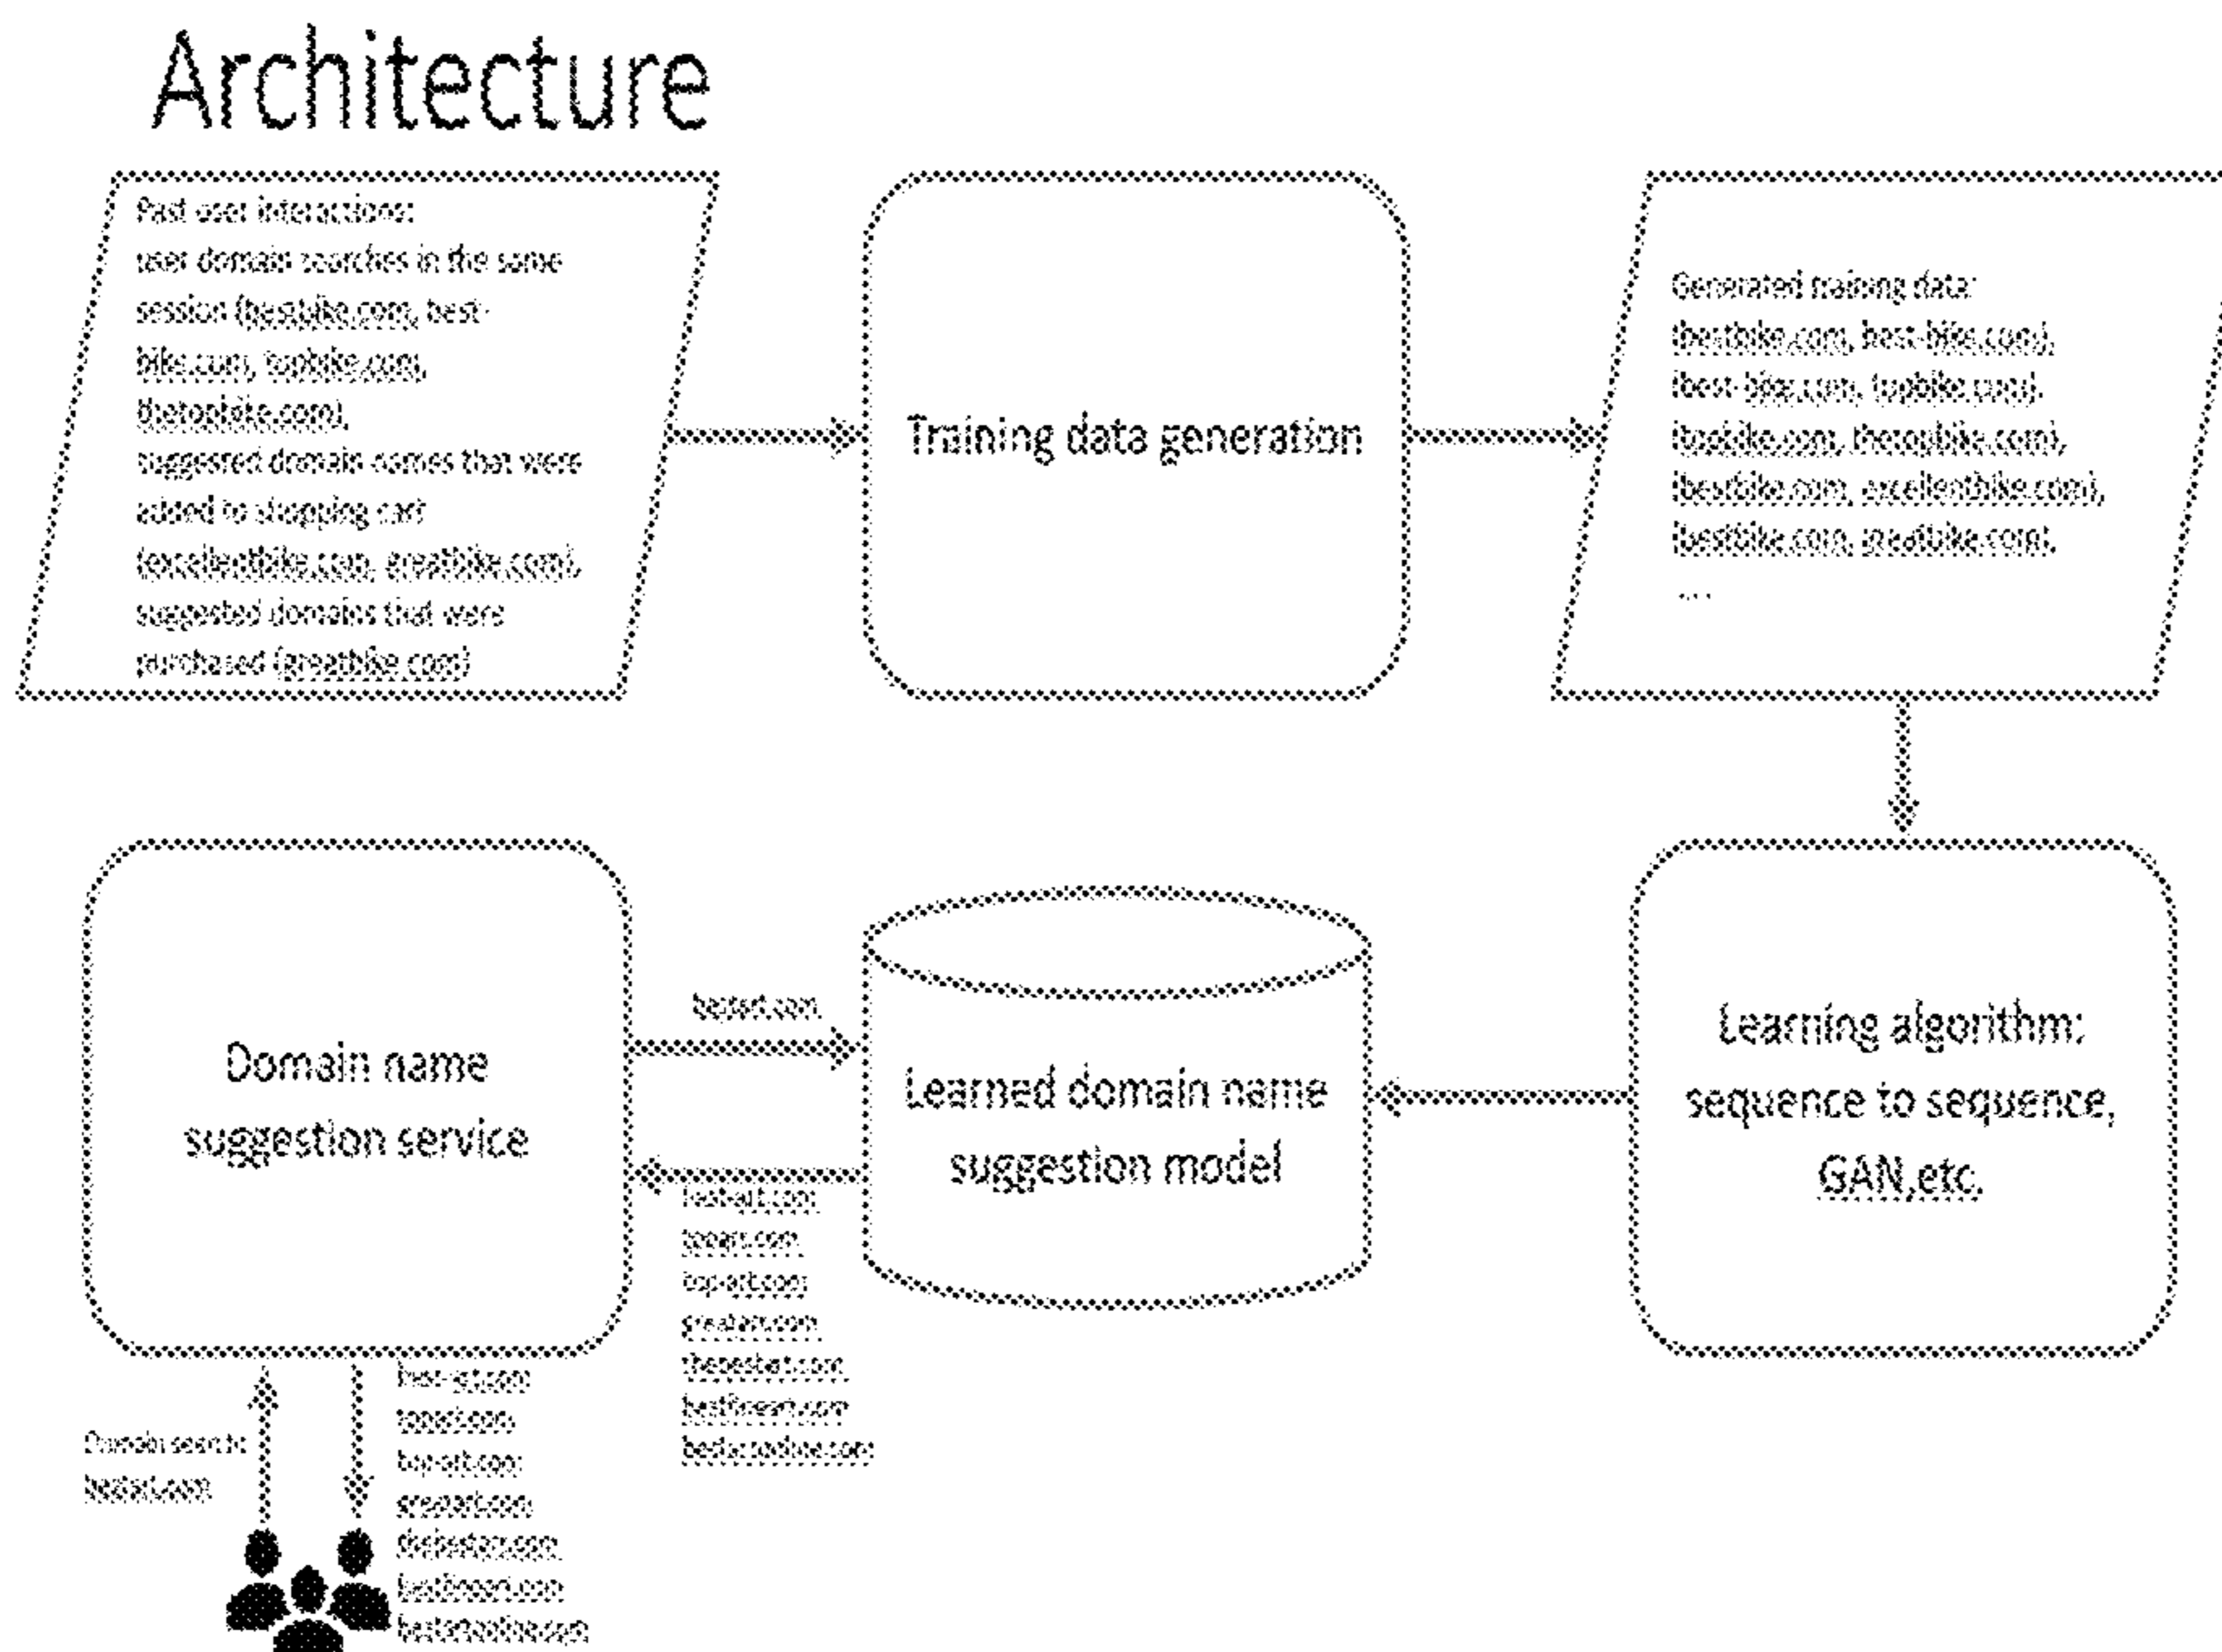 Architecture
Past user interactions:
user domain searches in the same
session (bestbike.com, best-
bike.com, topbike.com,
thetopbike.com),
suggested domain names that were
added to shopping cart
(excellentbike.com, greatbike.com),
suggested domains that were
purchased (greatbike.com)
Training data generation
Generated training data:
(bestbike.com, best-bike.com),
(best-bike.com, topbike.com),
(topbike.com, thetopbike.com),
(bestbike.com, excellentbike.com),
(bestbike.com, greatbike.com),
...
Domain name
suggestion service
bestart.com
Learned domain name
suggestion model
Learning algorithm:
sequence to sequence,
GAN,etc.
best-art.com
topart.com
top-art.com
greatart.com
thebestart.com
bestfineart.com
bestartonline.com
Domain search:
bestart.com
best-art.com
topart.com
top-art.com
greatart.com
thebestart.com
bestfineart.com
bestartonline.com